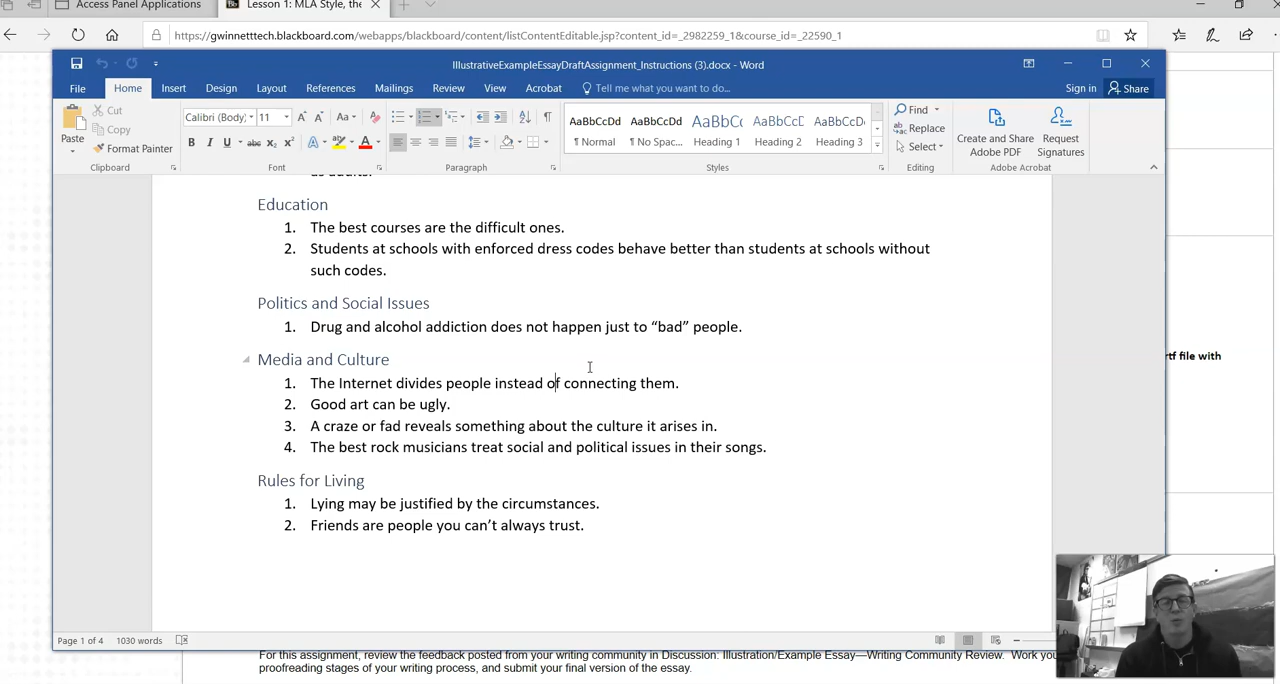 Access Panel Applications
Lesson 1: MLA Style, the
https://gwinnetttech.blackboard.com/webapps/blackboard/content/listContentEditable.jsp?content_id=_2982259_1&course_id=_22590_1
IllustrativeExampleEssayDraftAssignment_Instructions (3).docx - Word
File Home Insert Design Layout References Mailings Review View Acrobat Tell me what you want to do... Sign in Share
Paste
Cut
Copy
Format Painter
Clipboard
Calibri (Body) 11
Font
Paragraph
AaBbCcDd AaBbCcDd AaBbC AaBbCcD AaBbCcD
¶ Normal ¶ No Spac... Heading 1 Heading 2 Heading 3
Styles
Find
Replace
Select
Editing
Create and Share
Adobe PDF
Request
Signatures
Adobe Acrobat
as adults.
Education
1. The best courses are the difficult ones.
2. Students at schools with enforced dress codes behave better than students at schools without
such codes.
Politics and Social Issues
1. Drug and alcohol addiction does not happen just to “bad” people.
Media and Culture
1. The Internet divides people instead of connecting them.
2. Good art can be ugly.
3. A craze or fad reveals something about the culture it arises in.
4. The best rock musicians treat social and political issues in their songs.
Rules for Living
1. Lying may be justified by the circumstances.
2. Friends are people you can’t always trust.
rtf file with
Page 1 of 4 1030 words
For this assignment, review the feedback posted from your writing community in Discussion: Illustration/Example Essay—Writing Community Review. Work you
proofreading stages of your writing process, and submit your final version of the essay.